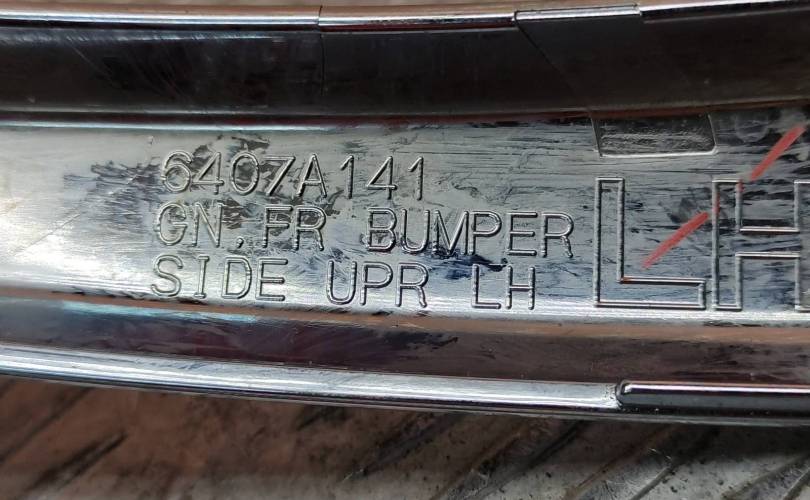 6407A141
GN,FR BUMPER
SIDE UPR LH
LH